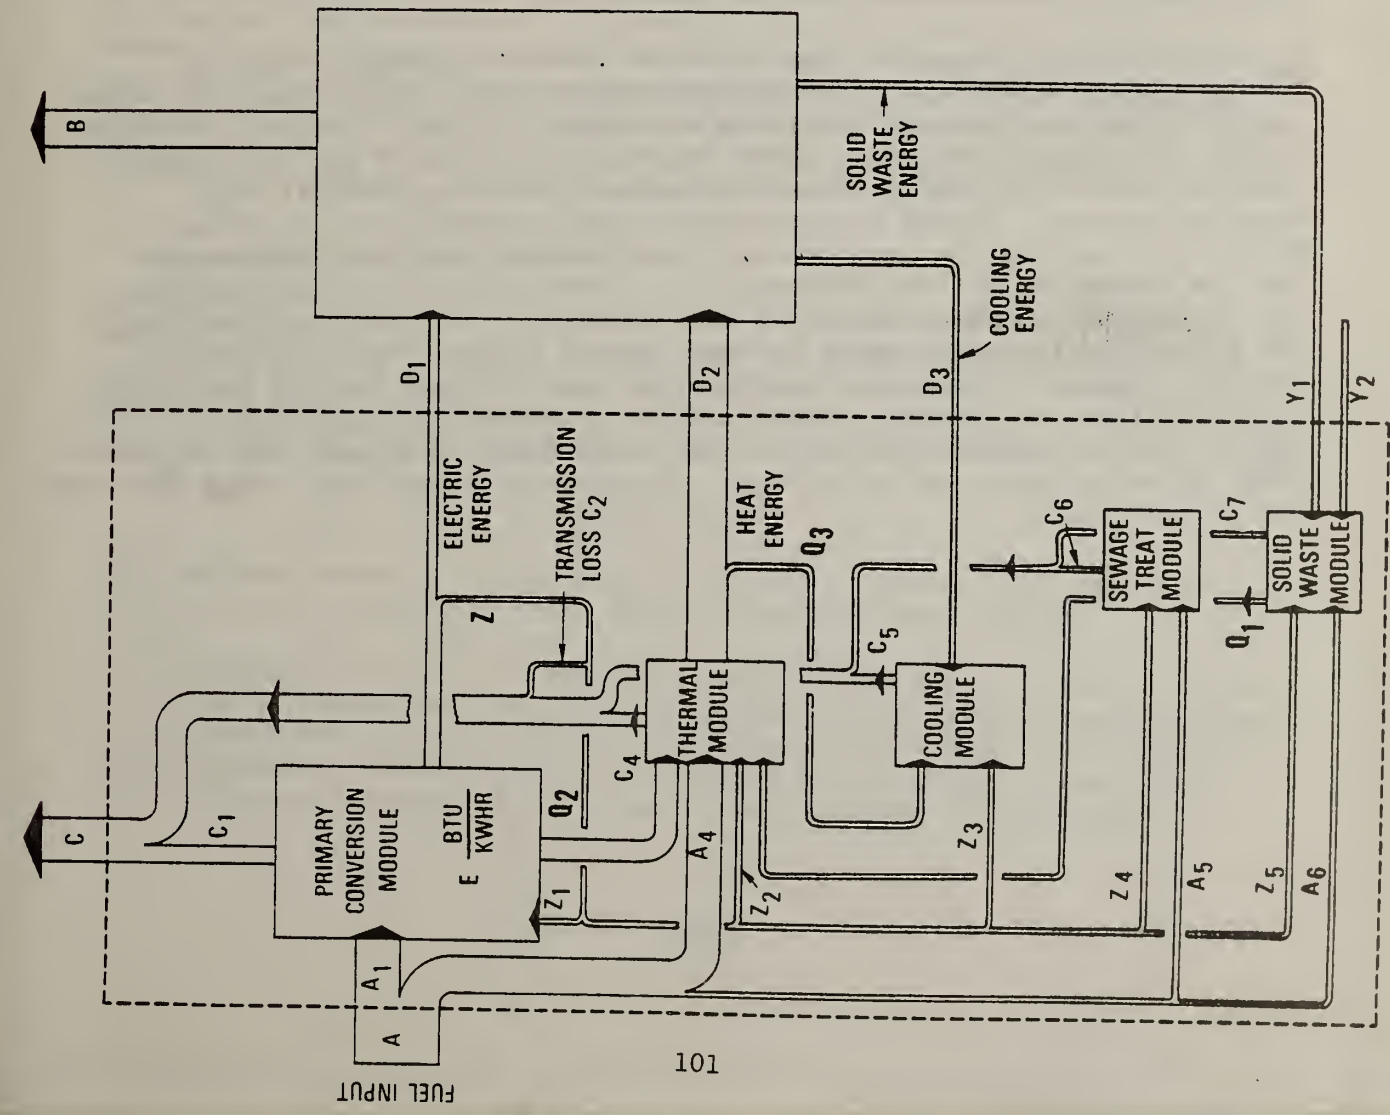 B
SOLID
WASTE
ENERGY
COOLING
ENERGY
D1
D2
D3
Y1
Y2
ELECTRIC
ENERGY
TRANSMISSION
LOSS C2
HEAT
ENERGY
Q3
Z
C6
C7
SEWAGE
TREAT
MODULE
SOLID
WASTE
MODULE
Q1
C5
THERMAL
MODULE
COOLING
MODULE
C4
C
C1
PRIMARY
CONVERSION
MODULE
E BTU
KWHR
Q2
Z1
A4
Z2
Z3
Z4
A5
Z5
A6
A1
A
FUEL INPUT
101